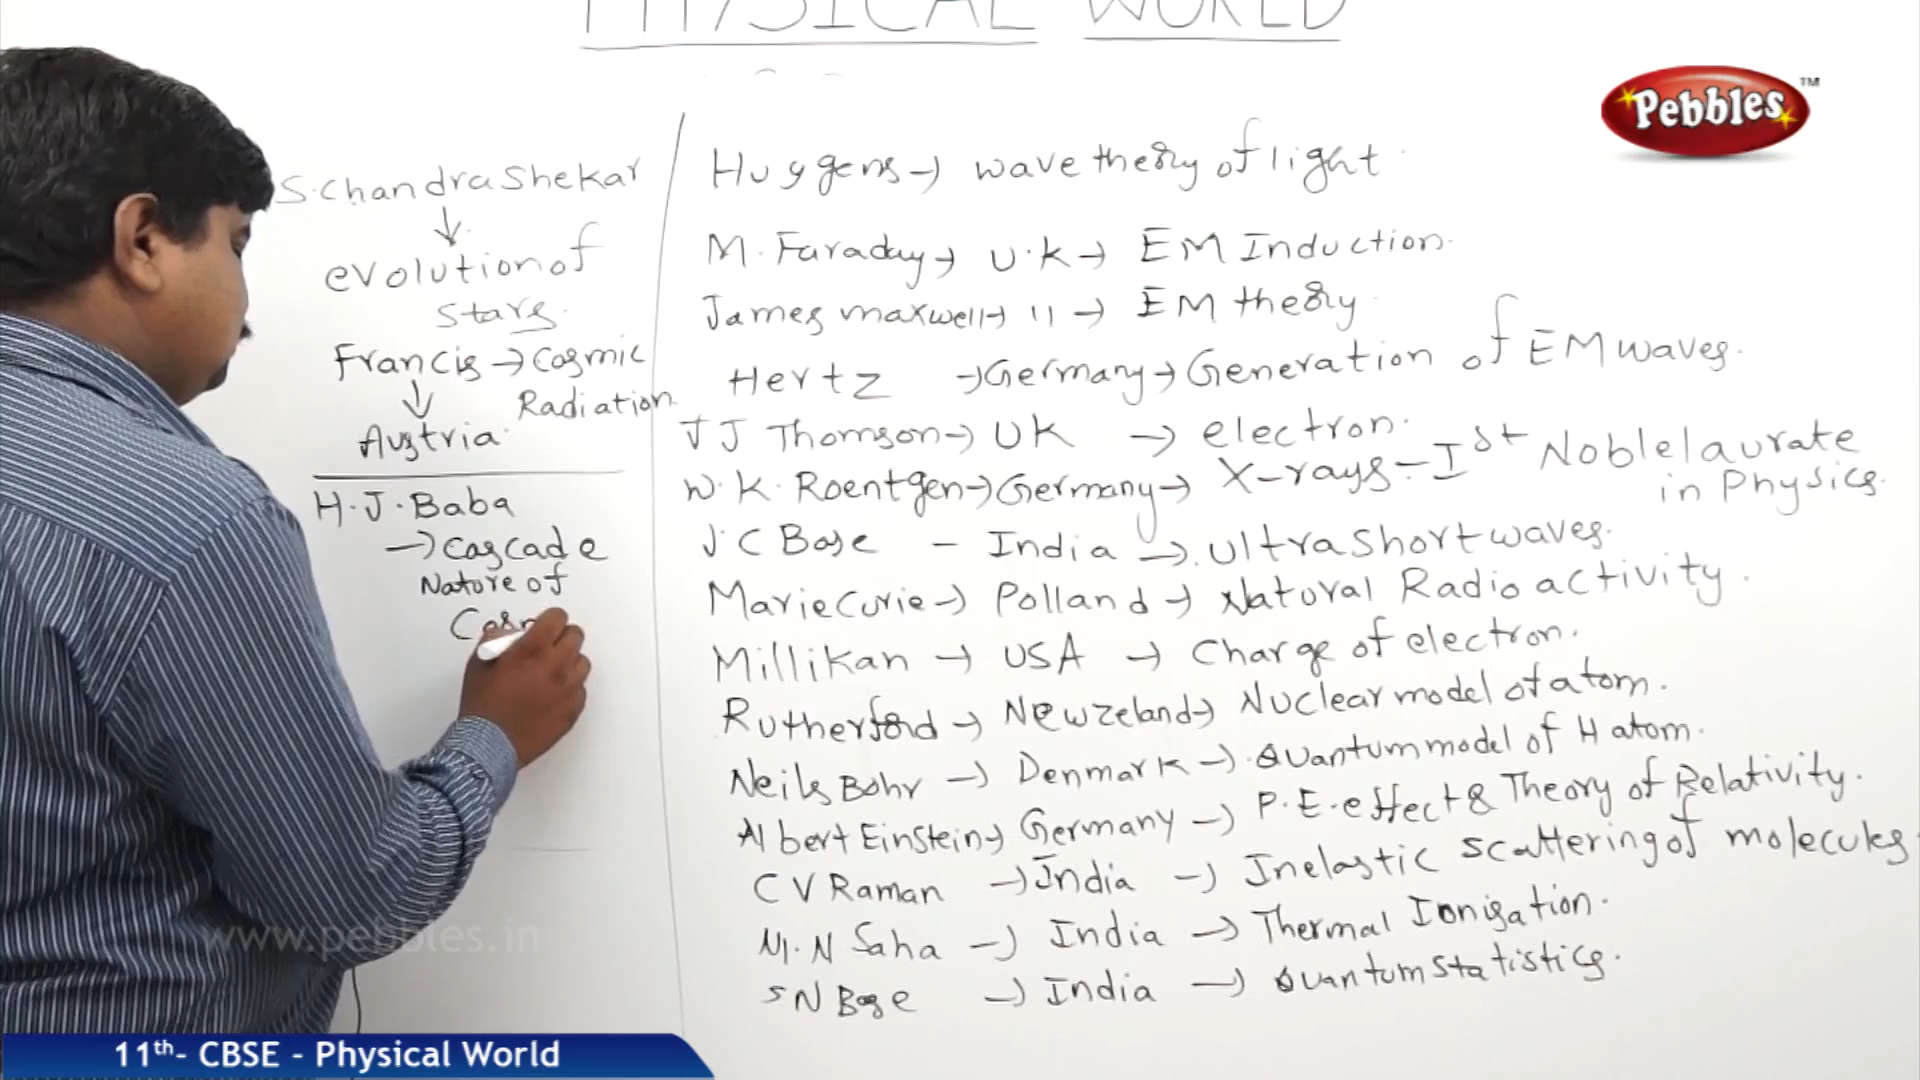 PHYSICAL WORLD
Pebbles™
S.Chandrashekar
↓
evolution of
stars.
Francis → Cosmic
Radiation
↓
Austria
H.J.Baba
→ Cascade
Nature of
Huygens → wave theory of light
M. Faraday → U.K → EM Induction.
James maxwell → 11 → EM theory
Hertz → Germany → Generation of EM waves.
JJ Thomson → UK → electron.
W.K. Roentgen → Germany → X-rays - Ist Noble laurate
in Physics.
J.C Bose - India → ultra short waves.
Marie Curie → Polland → Natural Radio activity.
Millikan → USA → Charge of electron.
Rutherford → Newzeland → Nuclear model of atom.
Neils Bohr → Denmark → Quantum model of H atom.
Albert Einstein → Germany → P.E. effect & Theory of Relativity.
C V Raman → India → Inelastic scattering of molecules
M.N Saha → India → Thermal Ionisation.
S N Bose → India → Quantum statistics.
www.pebbles.in
11th- CBSE - Physical World